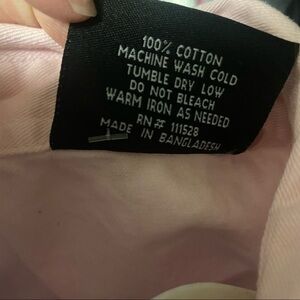 100% COTTON
MACHINE WASH COLD
TUMBLE DRY LOW
DO NOT BLEACH
WARM IRON AS NEEDED
RN# 111528
MADE IN BANGLADESH